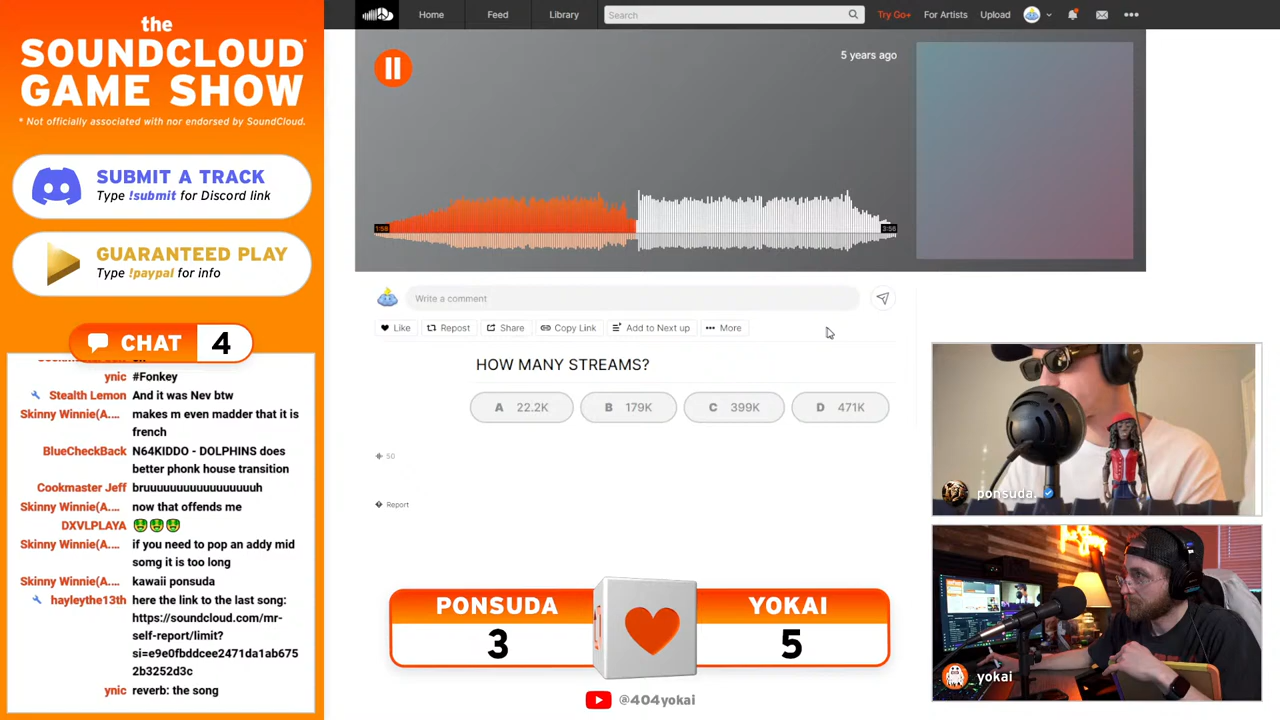 the
SOUNDCLOUD
GAME SHOW
* Not officially associated with nor endorsed by SoundCloud.
SUBMIT A TRACK
Type !submit for Discord link
GUARANTEED PLAY
Type !paypal for info
CHAT 4
ynic #Fonkey
Stealth Lemon And it was Nev btw
Skinny Winnie(A.... makes m even madder that it is
french
BlueCheckBack N64KIDDO - DOLPHINS does
better phonk house transition
Cookmaster Jeff bruuuuuuuuuuuuuuuuh
Skinny Winnie(A.... now that offends me
DXVLPLAYA
Skinny Winnie(A.... if you need to pop an addy mid
somg it is too long
Skinny Winnie(A.... kawaii ponsuda
hayleythe13th here the link to the last song:
https://soundcloud.com/mr-
self-report/limit?
si=e9e0fbddcee2471da1ab675
2b3252d3c
ynic reverb: the song
Home Feed Library Search Try Go+ For Artists Upload
5 years ago
1:58 3:56
Write a comment
Like Repost Share Copy Link Add to Next up More
HOW MANY STREAMS?
A 22.2K B 179K C 399K D 471K
50
Report
ponsuda.
yokai
PONSUDA YOKAI
3 5
@404yokai